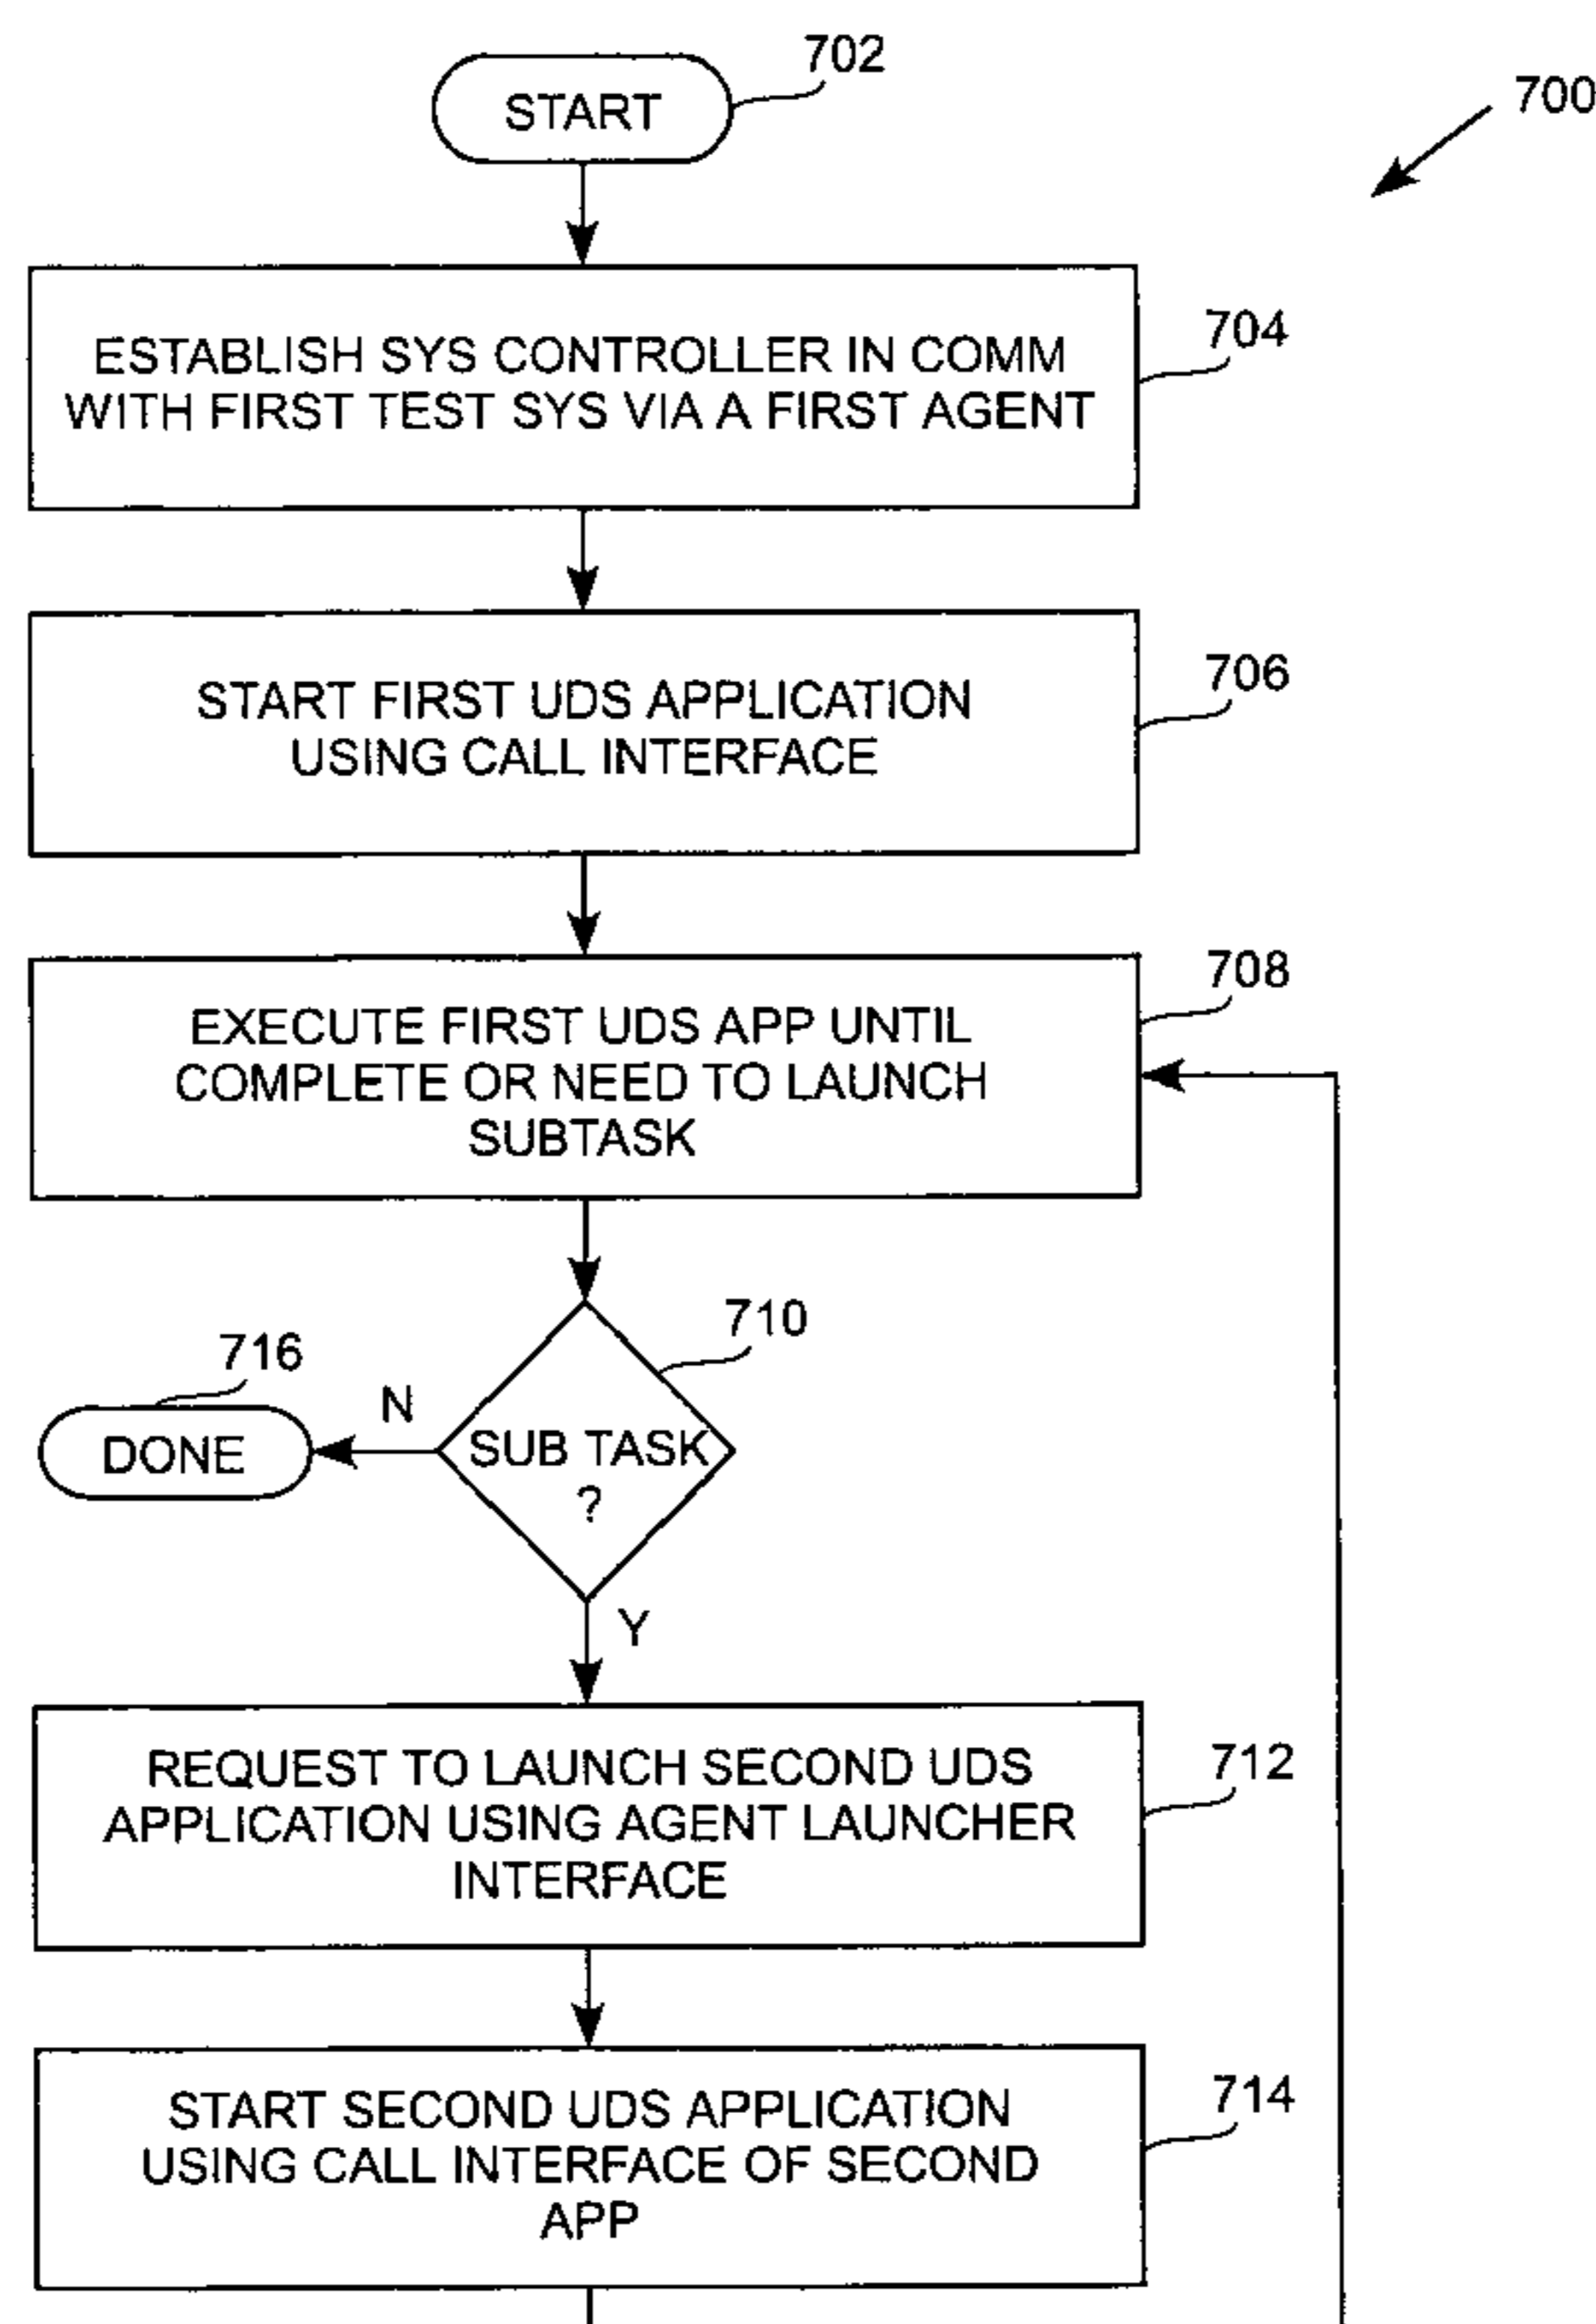 702
START
700
704
ESTABLISH SYS CONTROLLER IN COMM
WITH FIRST TEST SYS VIA A FIRST AGENT
706
START FIRST UDS APPLICATION
USING CALL INTERFACE
708
EXECUTE FIRST UDS APP UNTIL
COMPLETE OR NEED TO LAUNCH
SUBTASK
710
716
N
DONE
SUB TASK
?
Y
712
REQUEST TO LAUNCH SECOND UDS
APPLICATION USING AGENT LAUNCHER
INTERFACE
714
START SECOND UDS APPLICATION
USING CALL INTERFACE OF SECOND
APP